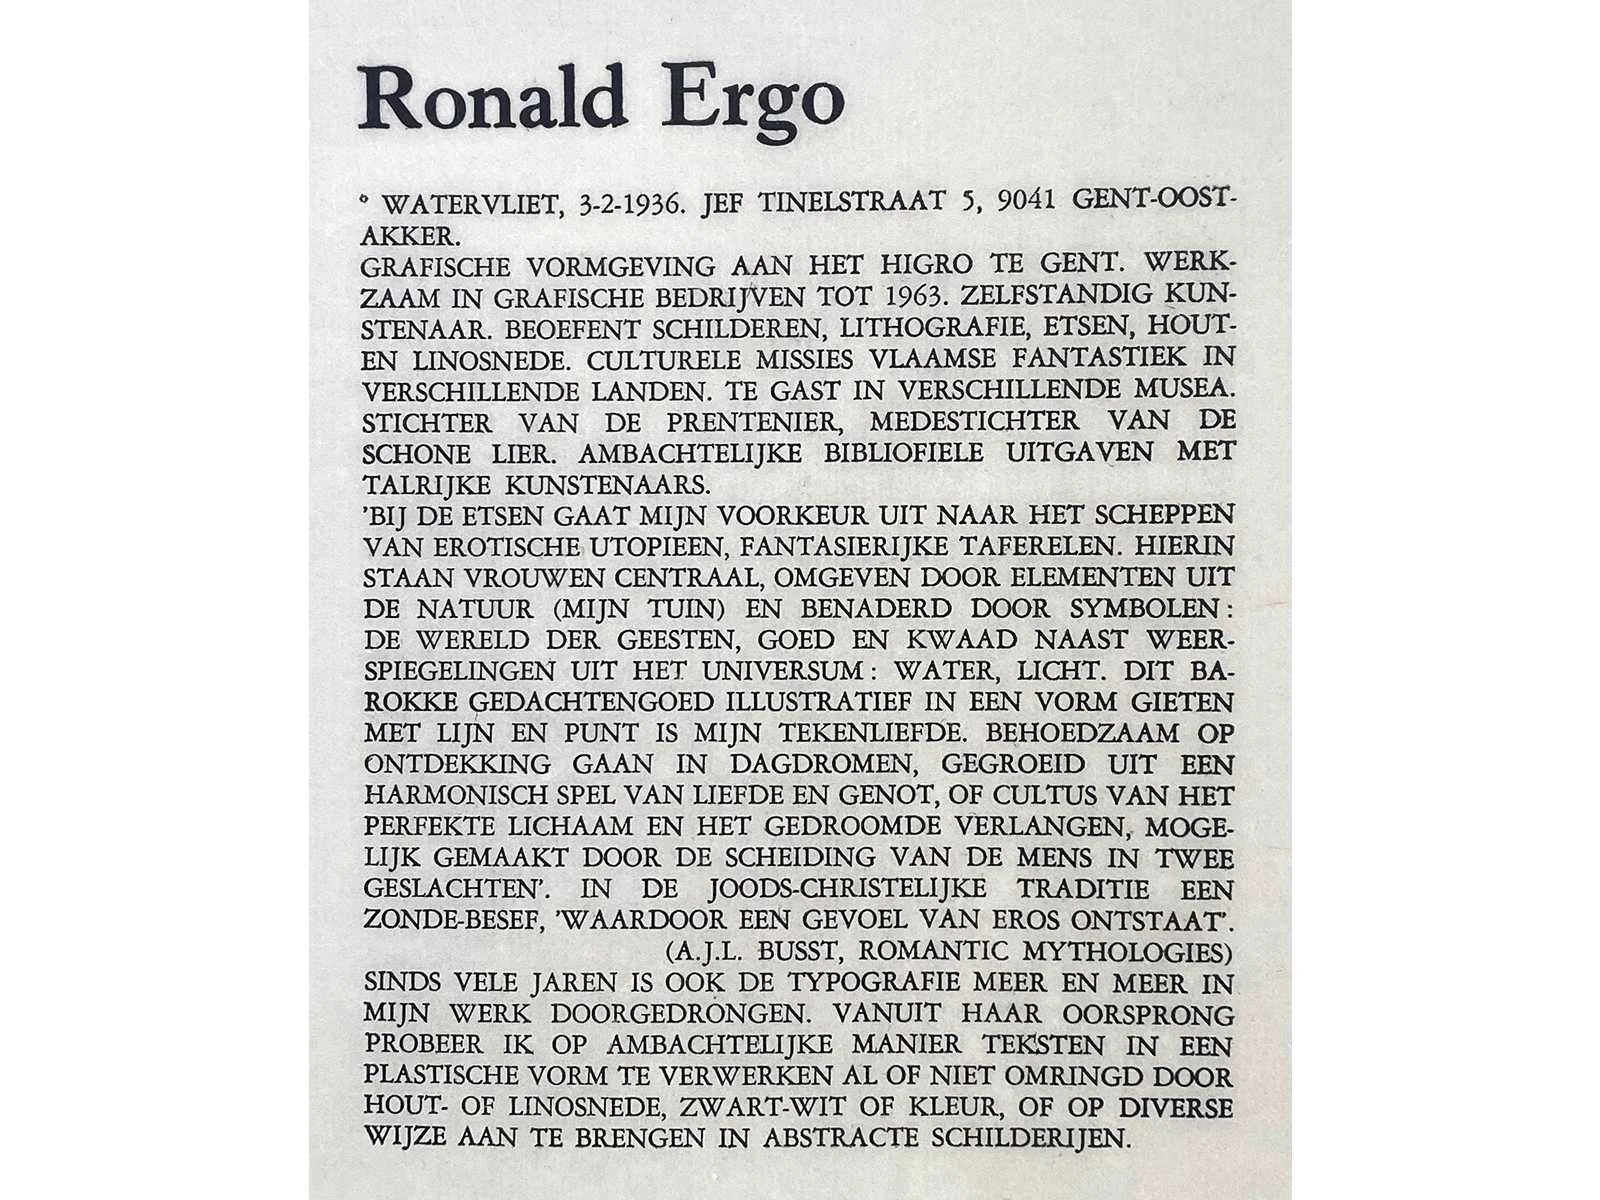 Ronald Ergo
° WATERVLIET, 3-2-1936. JEF TINELSTRAAT 5, 9041 GENT-OOST-
AKKER.
GRAFISCHE VORMGEVING AAN HET HIGRO TE GENT. WERK-
ZAAM IN GRAFISCHE BEDRIJVEN TOT 1963. ZELFSTANDIG KUN-
STENAAR. BEOEFENT SCHILDEREN, LITHOGRAFIE, ETSEN, HOUT-
EN LINOSNEDE. CULTURELE MISSIES VLAAMSE FANTASTIEK IN
VERSCHILLENDE LANDEN. TE GAST IN VERSCHILLENDE MUSEA.
STICHTER VAN DE PRENTENIER, MEDESTICHTER VAN DE
SCHONE LIER. AMBACHTELIJKE BIBLIOFIELE UITGAVEN MET
TALRIJKE KUNSTENAARS.
'BIJ DE ETSEN GAAT MIJN VOORKEUR UIT NAAR HET SCHEPPEN
VAN EROTISCHE UTOPIEEN, FANTASIERIJKE TAFERELEN. HIERIN
STAAN VROUWEN CENTRAAL, OMGEVEN DOOR ELEMENTEN UIT
DE NATUUR (MIJN TUIN) EN BENADERD DOOR SYMBOLEN :
DE WERELD DER GEESTEN, GOED EN KWAAD NAAST WEER-
SPIEGELINGEN UIT HET UNIVERSUM : WATER, LICHT. DIT BA-
ROKKE GEDACHTENGOED ILLUSTRATIEF IN EEN VORM GIETEN
MET LIJN EN PUNT IS MIJN TEKENLIEFDE. BEHOEDZAAM OP
ONTDEKKING GAAN IN DAGDROMEN, GEGROEID UIT EEN
HARMONISCH SPEL VAN LIEFDE EN GENOT, OF CULTUS VAN HET
PERFEKTE LICHAAM EN HET GEDROOMDE VERLANGEN, MOGE-
LIJK GEMAAKT DOOR DE SCHEIDING VAN DE MENS IN TWEE
GESLACHTEN'. IN DE JOODS-CHRISTELIJKE TRADITIE EEN
ZONDE-BESEF, 'WAARDOOR EEN GEVOEL VAN EROS ONTSTAAT'.
(A.J.L. BUSST, ROMANTIC MYTHOLOGIES)
SINDS VELE JAREN IS OOK DE TYPOGRAFIE MEER EN MEER IN
MIJN WERK DOORGEDRONGEN. VANUIT HAAR OORSPRONG
PROBEER IK OP AMBACHTELIJKE MANIER TEKSTEN IN EEN
PLASTISCHE VORM TE VERWERKEN AL OF NIET OMRINGD DOOR
HOUT- OF LINOSNEDE, ZWART-WIT OF KLEUR, OF OP DIVERSE
WIJZE AAN TE BRENGEN IN ABSTRACTE SCHILDERIJEN.